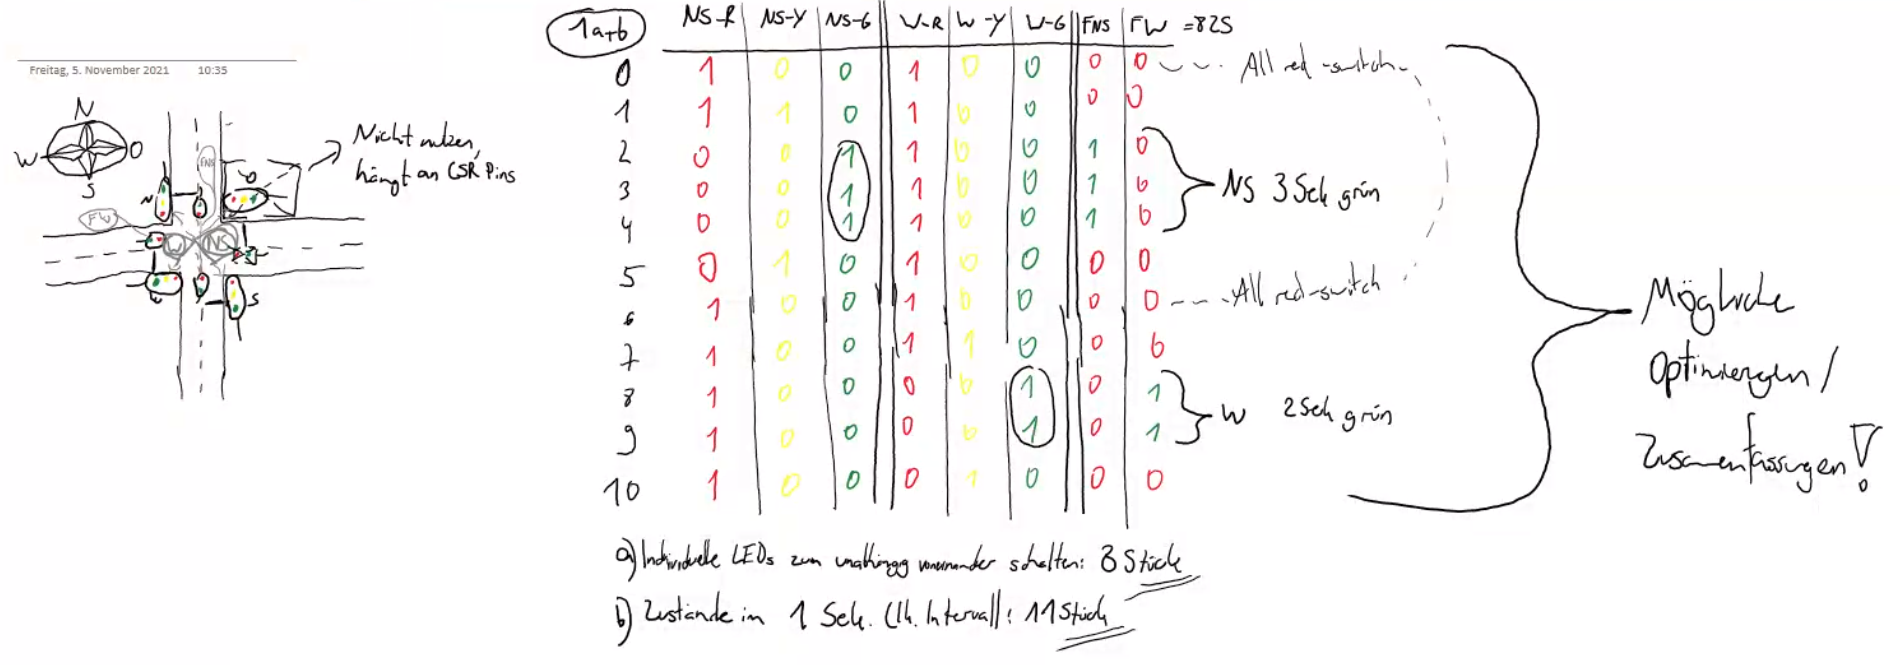 Freitag, 5. November 2021 10:35
N
W O
S
Nicht nutzen,
hängt an CSR Pins
FNS
N O
FW
W NS
W S
1a+b NS-R NS-Y NS-G W-R W-Y W-G FNS FW = 8ZS
0 1 0 0 1 0 0 0 0 All red-switch
1 1 1 0 1 0 0 0 0
2 0 0 1 1 0 0 1 0
3 0 0 1 1 0 0 1 0 NS 3 Sek grün
4 0 0 1 1 0 0 1 0
5 0 1 0 1 0 0 0 0
6 1 0 0 1 0 0 0 0 All red-switch
7 1 0 0 1 1 0 0 0
8 1 0 0 0 0 1 0 1
9 1 0 0 0 0 1 0 1 W 2 Sek grün
10 1 0 0 0 1 0 0 0
Mögliche
Optimierungen /
Zusammenfassungen!
a) Individuelle LEDs zum unabhängig voneinander schalten: 8 Stück
b) Zustände im 1 Sek. Clk. Intervall: 11 Stück